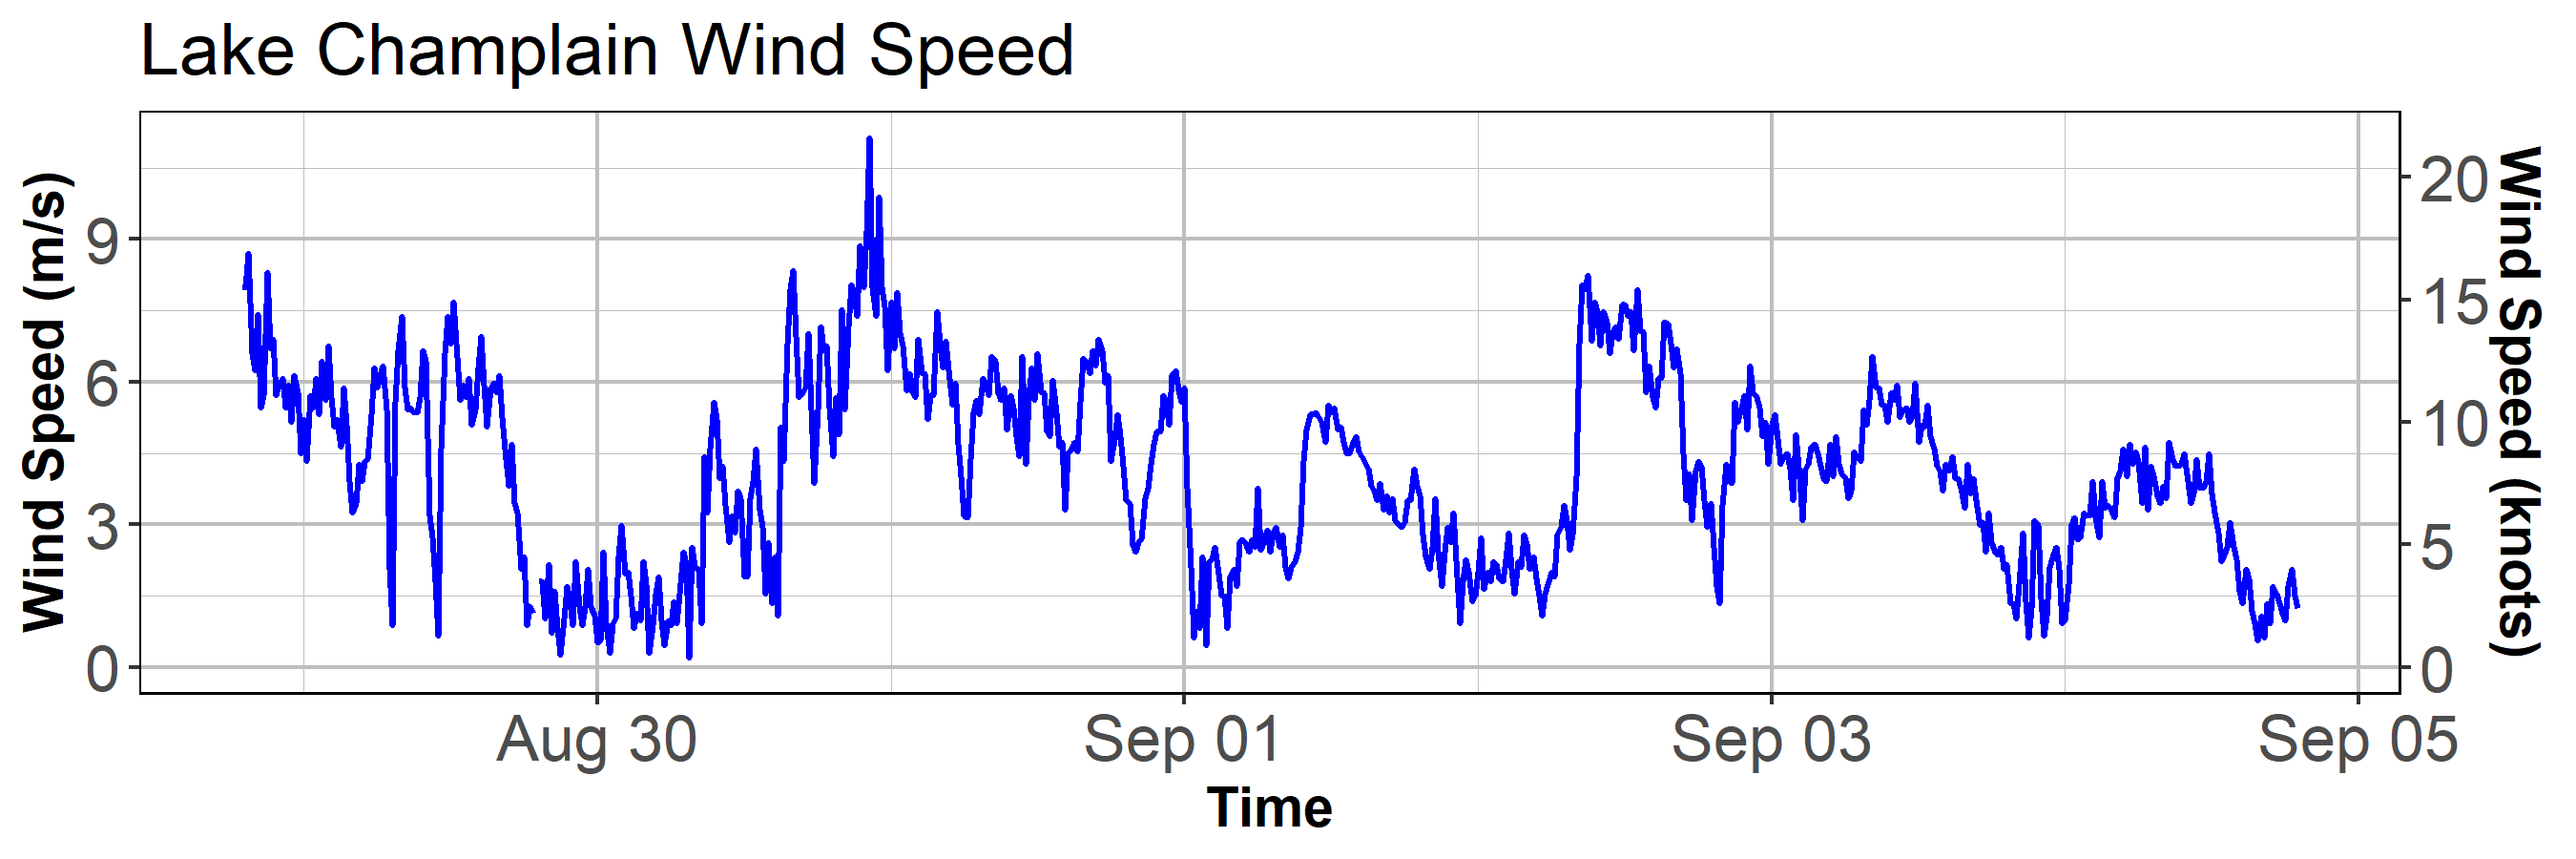 Lake Champlain Wind Speed
Wind Speed (m/s)
9
6
3
0
20
15
10
5
0
Wind Speed (knots)
Aug 30
Sep 01
Sep 03
Sep 05
Time